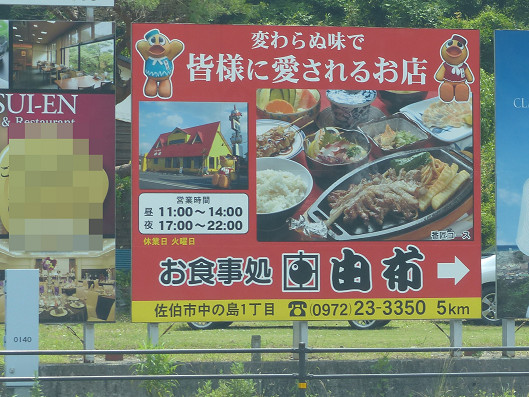 変わらぬ味で
皆様に愛されるお店
営業時間
昼 11:00〜14:00
夜 17:00〜22:00
休業日 火曜日
お食事処 由布
佐伯市中の島1丁目 ☎(0972)23-3350 5km
SUI-EN
& Restaurant
0140